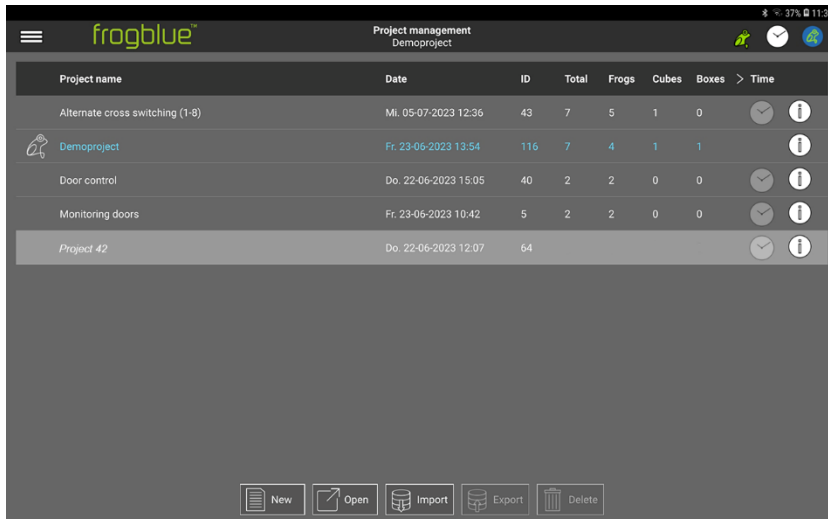 37% 11:3
frogblue™
Project management
Demoproject
Project name Date ID Total Frogs Cubes Boxes > Time
Alternate cross switching (1-8) Mi. 05-07-2023 12:36 43 7 5 1 0
Demoproject Fr. 23-06-2023 13:54 116 7 4 1 1
Door control Do. 22-06-2023 15:05 40 2 2 0 0
Monitoring doors Fr. 23-06-2023 10:42 5 2 2 0 0
Project 42 Do. 22-06-2023 12:07 64
New Open Import Export Delete